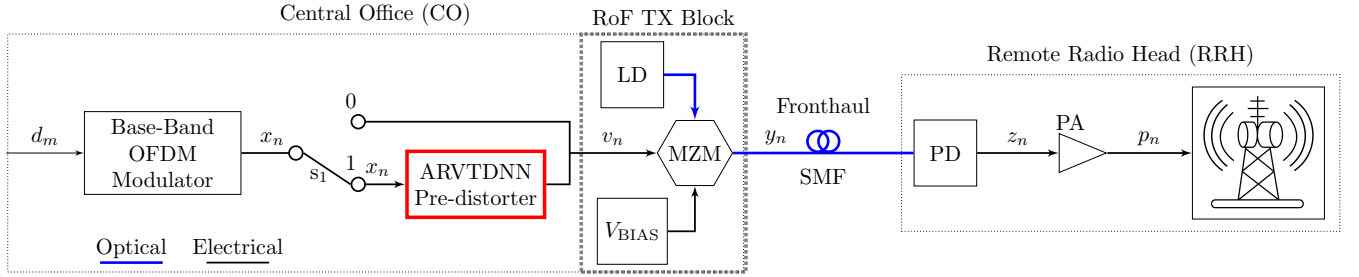 Central Office (CO)
RoF TX Block
Remote Radio Head (RRH)
LD
0
Fronthaul
PA
d_m
Base-Band
OFDM
Modulator
x_n
s_1
1
x_n
ARVTDNN
Pre-distorter
v_n
MZM
y_n
SMF
PD
z_n
p_n
V_BIAS
Optical
Electrical